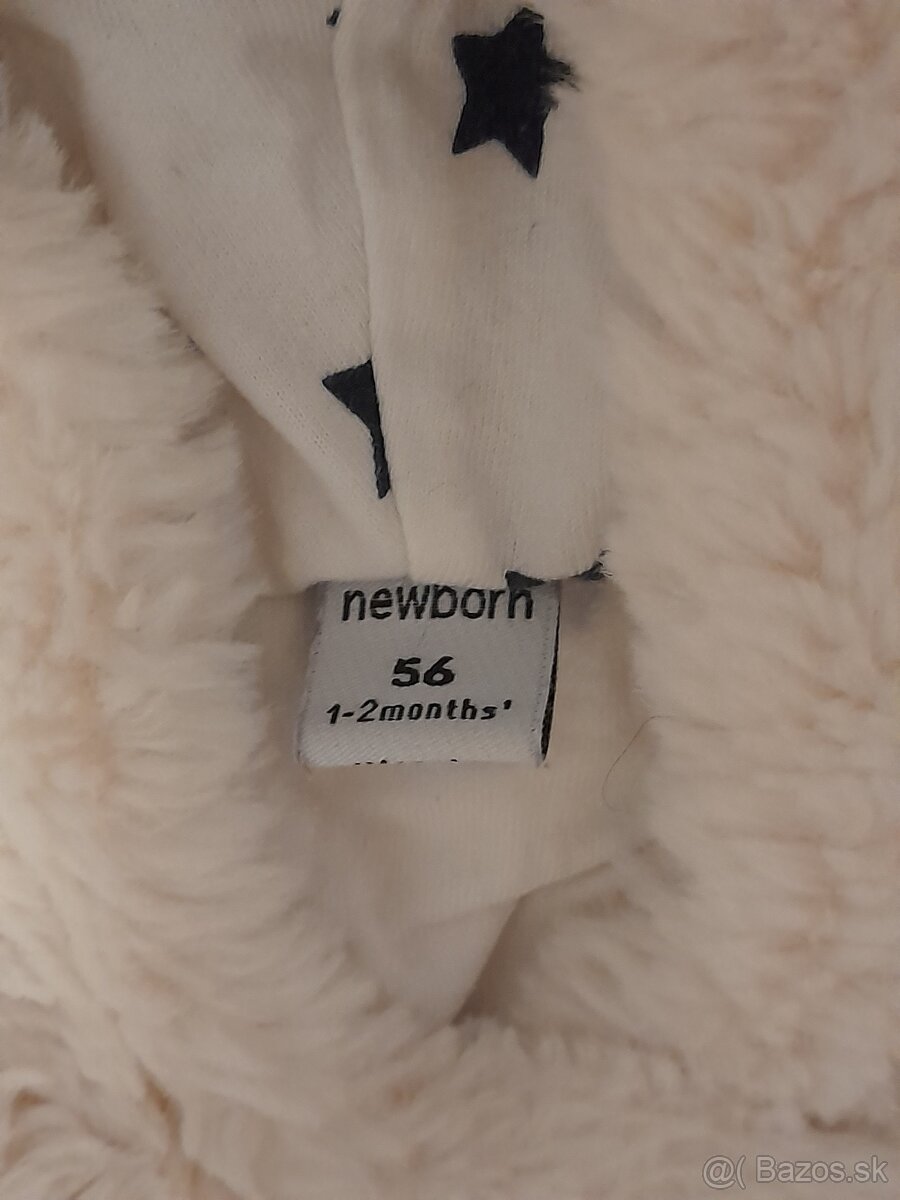 newborn
56
1-2months'
@( Bazos.sk